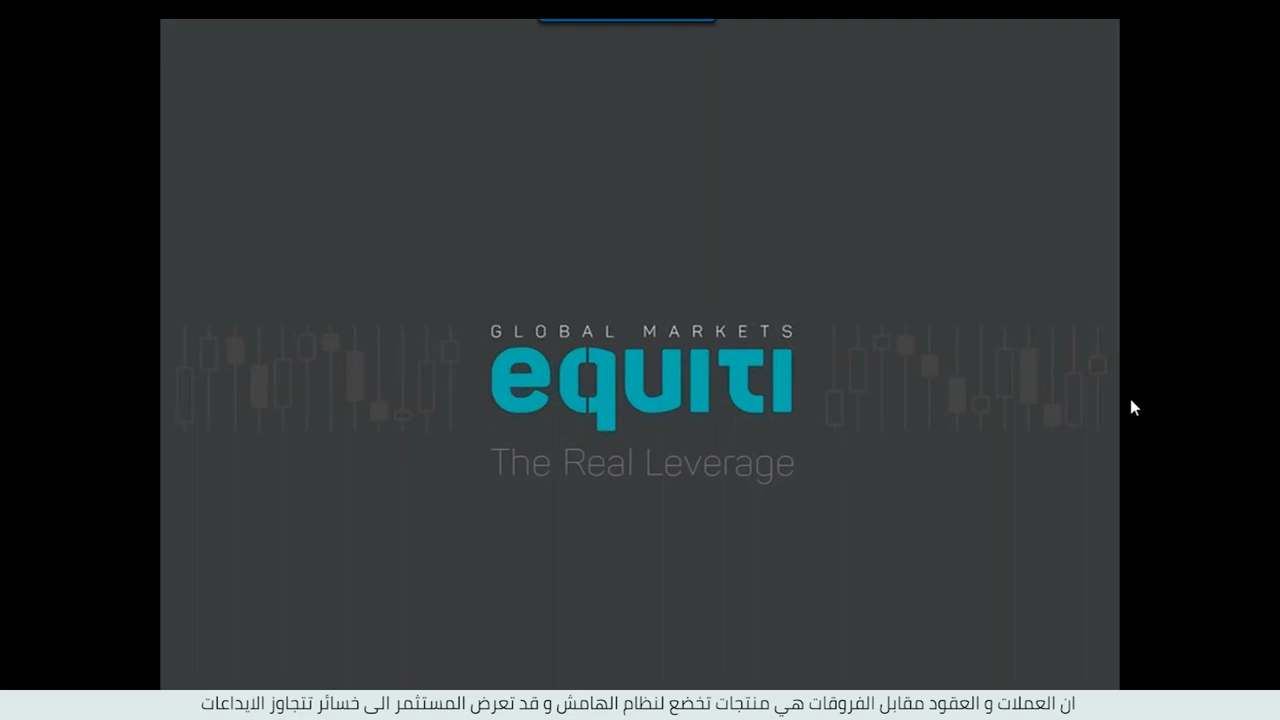 GLOBAL MARKETS
equiti
The Real Leverage
ان العملات و العقود مقابل الفروقات هي منتجات تخضع لنظام الهامش و قد تعرض المستثمر الى خسائر تتجاوز الايداعات